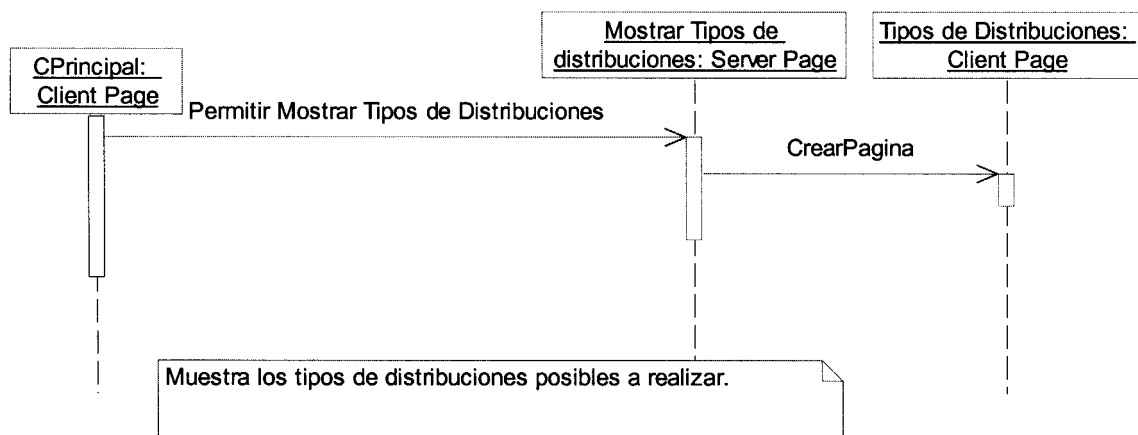 CPrincipal:
Client Page
Mostrar Tipos de
distribuciones: Server Page
Tipos de Distribuciones:
Client Page
Permitir Mostrar Tipos de Distribuciones
CrearPagina
Muestra los tipos de distribuciones posibles a realizar.